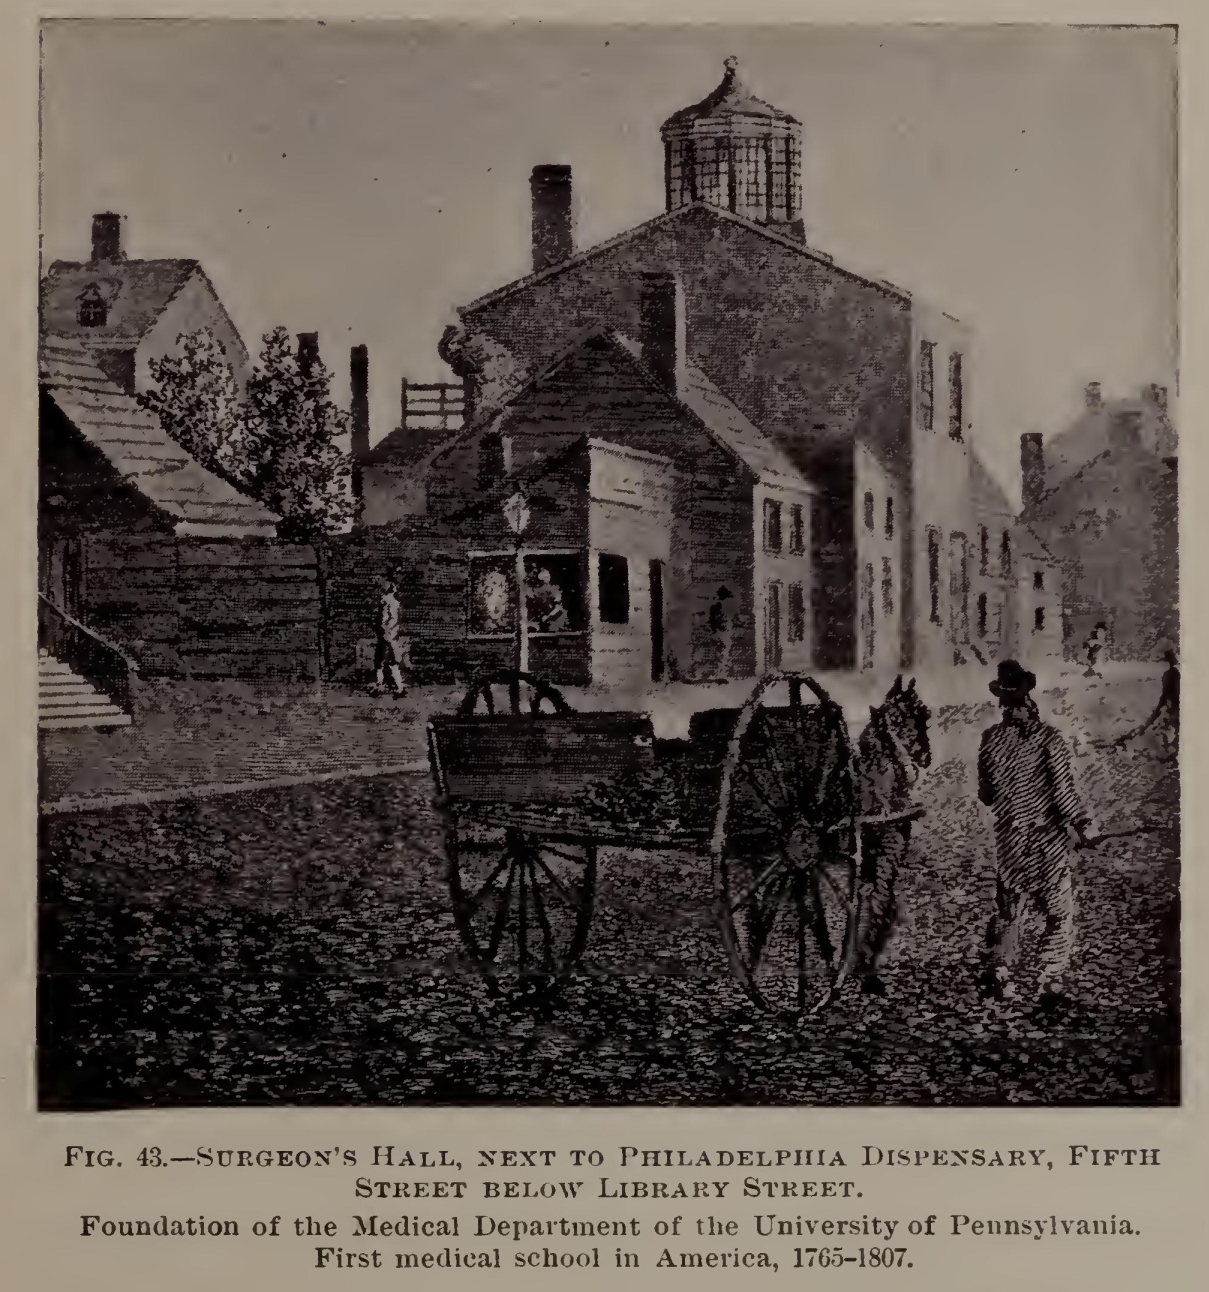 FIG. 43.—SURGEON'S HALL, NEXT TO PHILADELPHIA DISPENSARY, FIFTH
STREET BELOW LIBRARY STREET.
Foundation of the Medical Department of the University of Pennsylvania.
First medical school in America, 1765–1807.